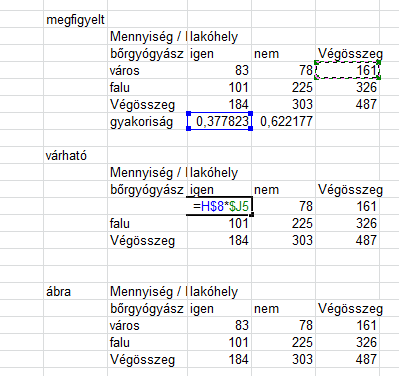 megfigyelt
Mennyiség / l lakóhely
bőrgyógyász igen nem Végösszeg
város 83 78 161
falu 101 225 326
Végösszeg 184 303 487
gyakoriság 0,377823 0,622177
várható
Mennyiség / l lakóhely
bőrgyógyász igen nem Végösszeg
=H$8*$J5 78 161
falu 101 225 326
Végösszeg 184 303 487
ábra
Mennyiség / l lakóhely
bőrgyógyász igen nem Végösszeg
város 83 78 161
falu 101 225 326
Végösszeg 184 303 487